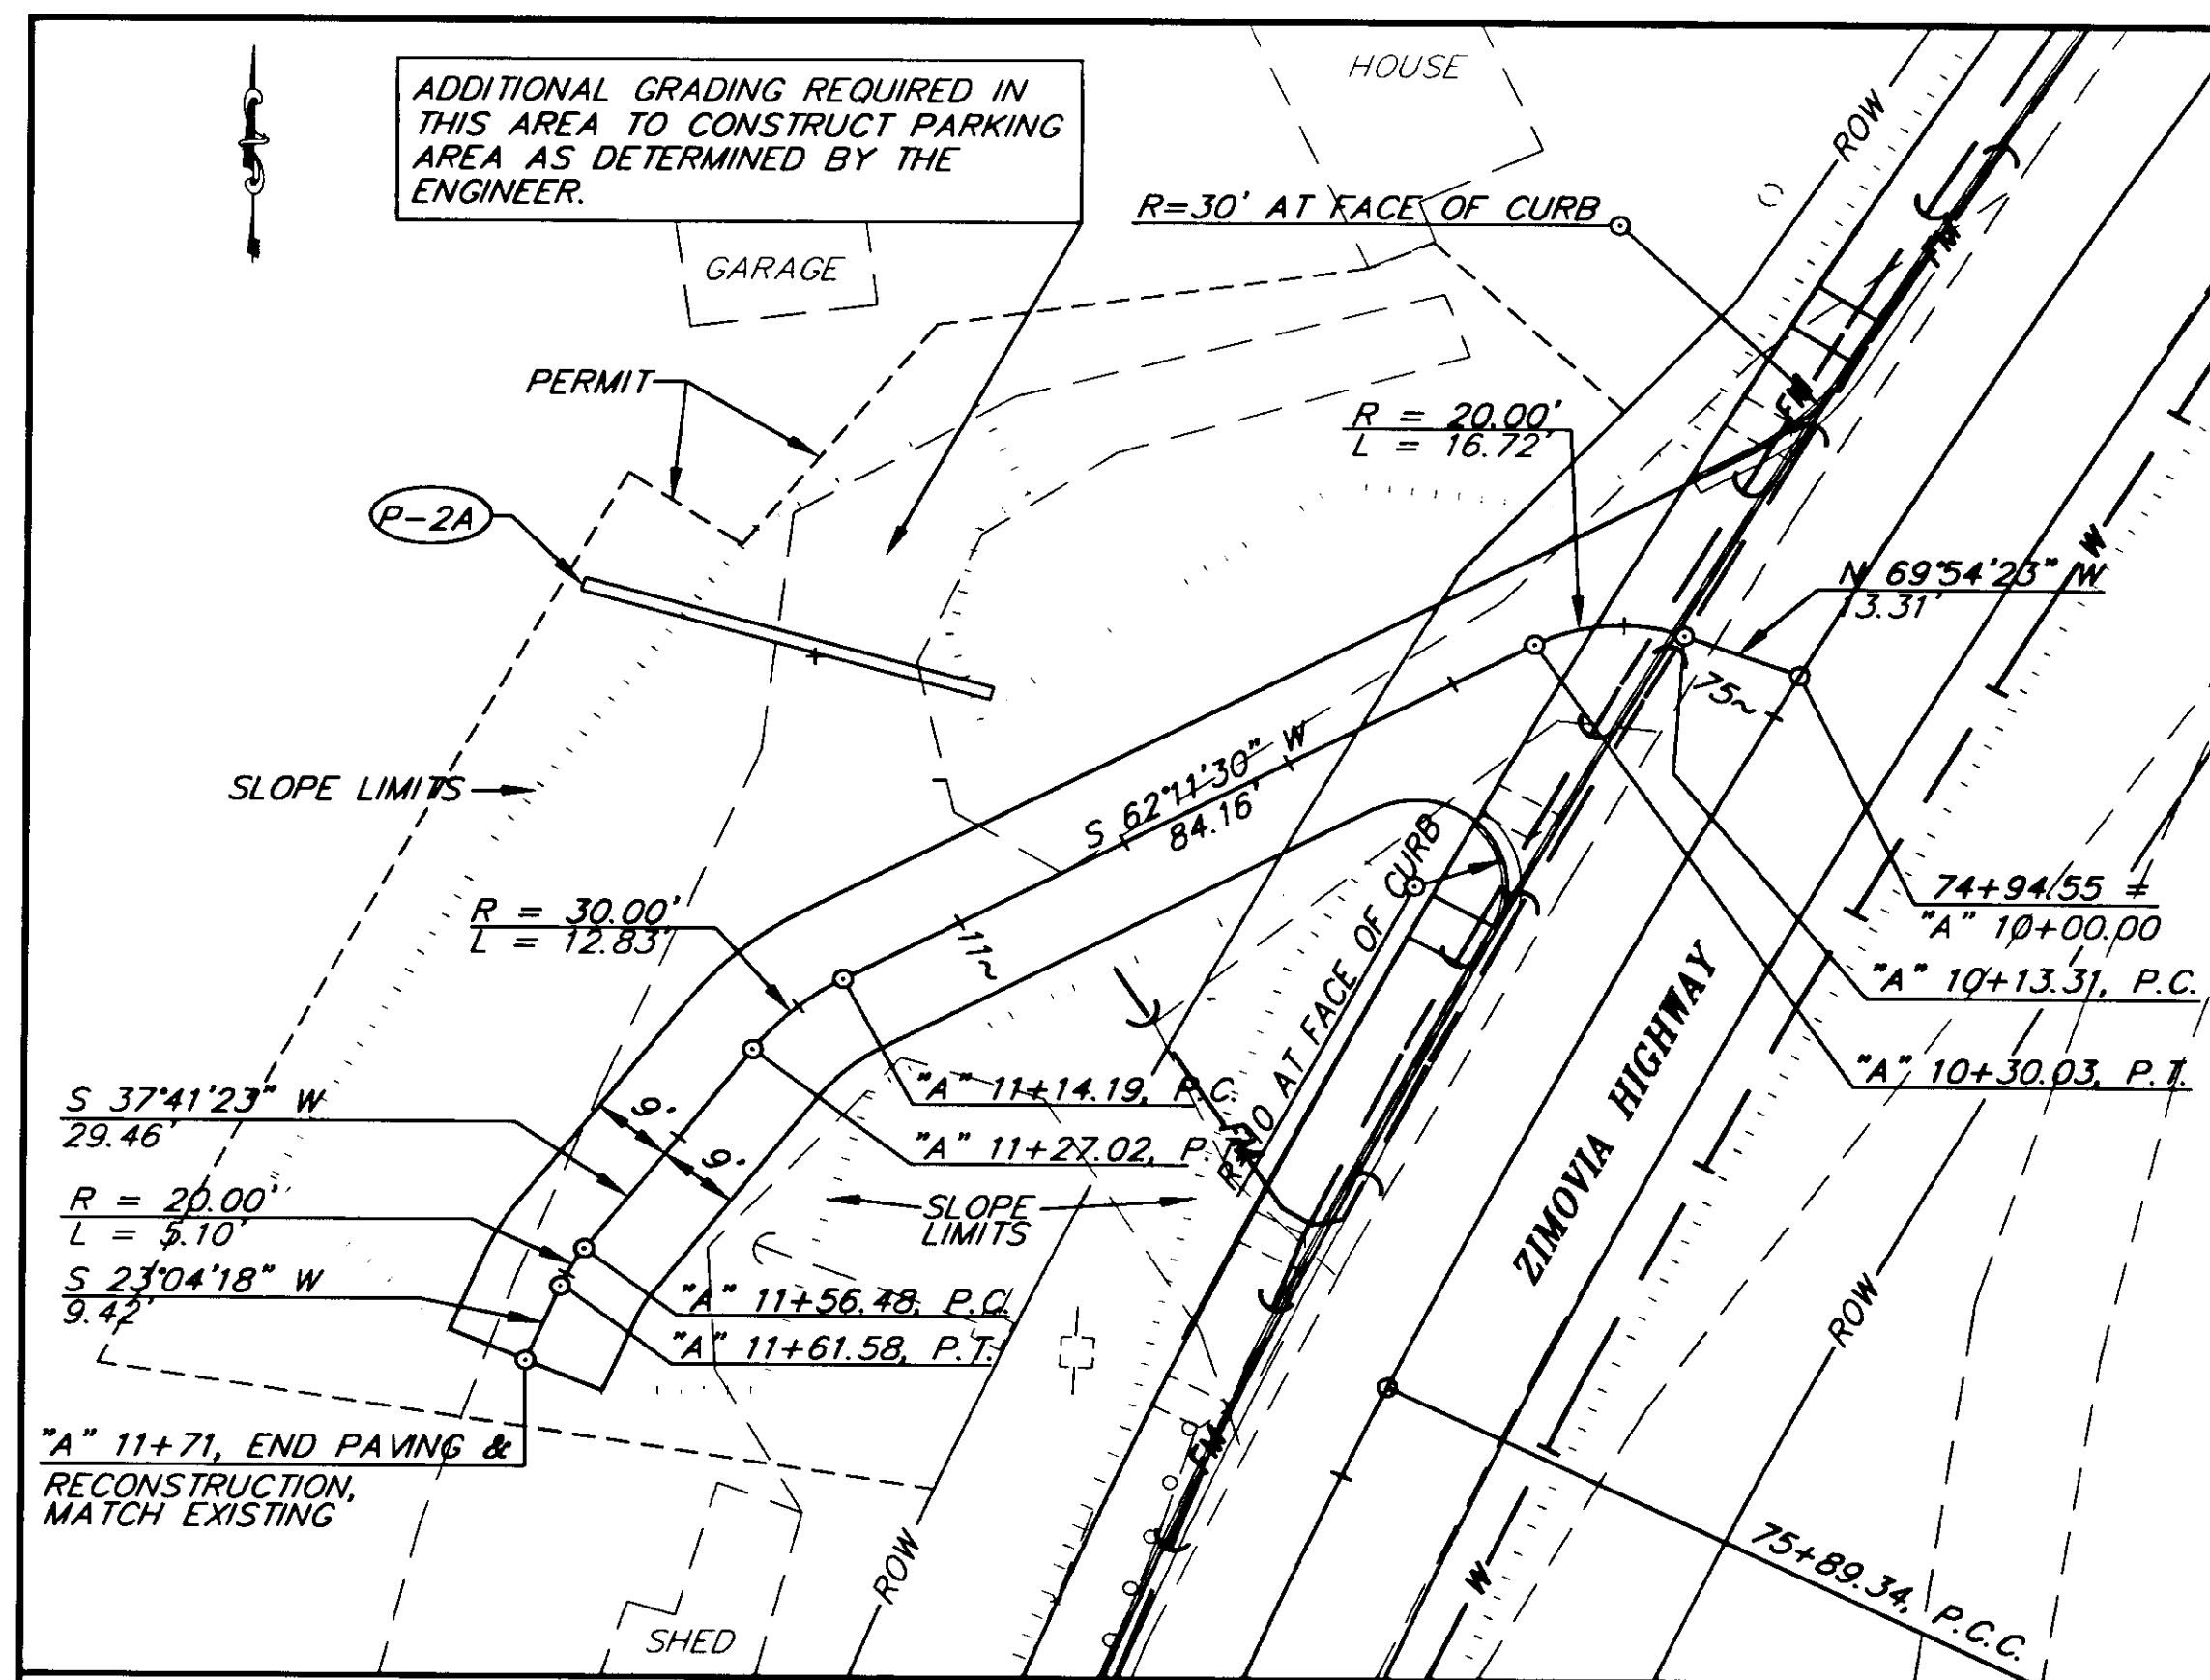 HOUSE
ADDITIONAL GRADING REQUIRED IN
THIS AREA TO CONSTRUCT PARKING
AREA AS DETERMINED BY THE
ENGINEER.
ROW
R=30' AT FACE OF CURB
GARAGE
FM
PERMIT
R = 20.00'
L = 16.72'
FM
P-2A
W
N 69°54'23" W
13.31'
75~
S 62°11'30" W
84.16'
SLOPE LIMITS
74+94.55 =
"A" 10+00.00
R = 30.00'
L = 12.83'
11~
"A" 10+13.31, P.C.
"A" 10+30.03, P.T.
ZIMOVIA HIGHWAY
AT FACE OF CURB
"A" 11+14.19, P.C.
S 37°41'23" W
29.46'
9'
9'
"A" 11+27.02, P.T.
R = 20.00'
L = 5.10'
SLOPE
LIMITS
S 23°04'18" W
9.42'
"A" 11+56.48, P.C.
"A" 11+61.58, P.T.
ROW
"A" 11+71, END PAVING &
RECONSTRUCTION,
MATCH EXISTING
FM
75+89.34, P.C.C.
W
ROW
SHED